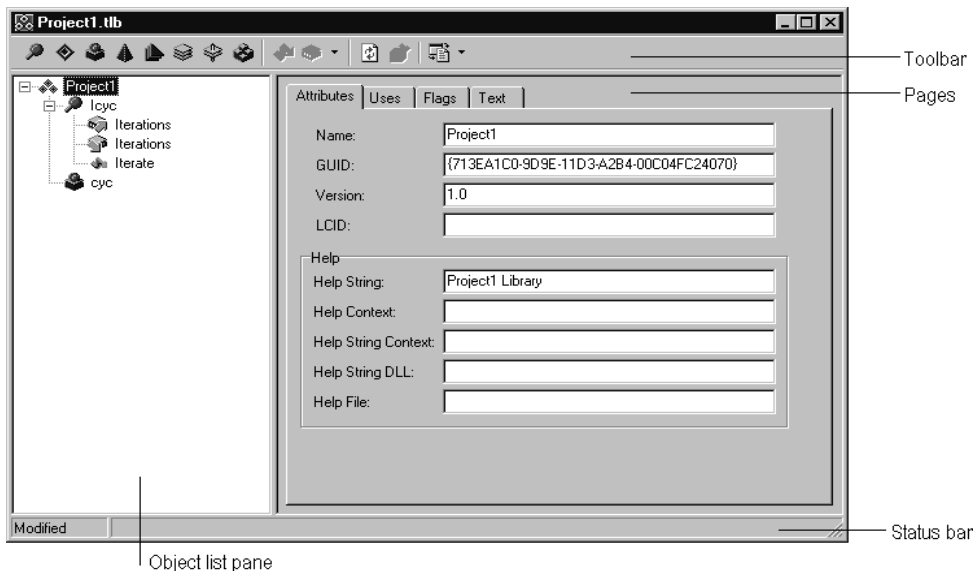 Project1.tlb
Toolbar
Project1
Icyc
Iterations
Iterations
Iterate
cyc
Attributes Uses Flags Text
Pages
Name: Project1
GUID: {713EA1C0-9D9E-11D3-A2B4-00C04FC24070}
Version: 1.0
LCID:
Help
Help String: Project1 Library
Help Context:
Help String Context:
Help String DLL:
Help File:
Modified
Status bar
Object list pane